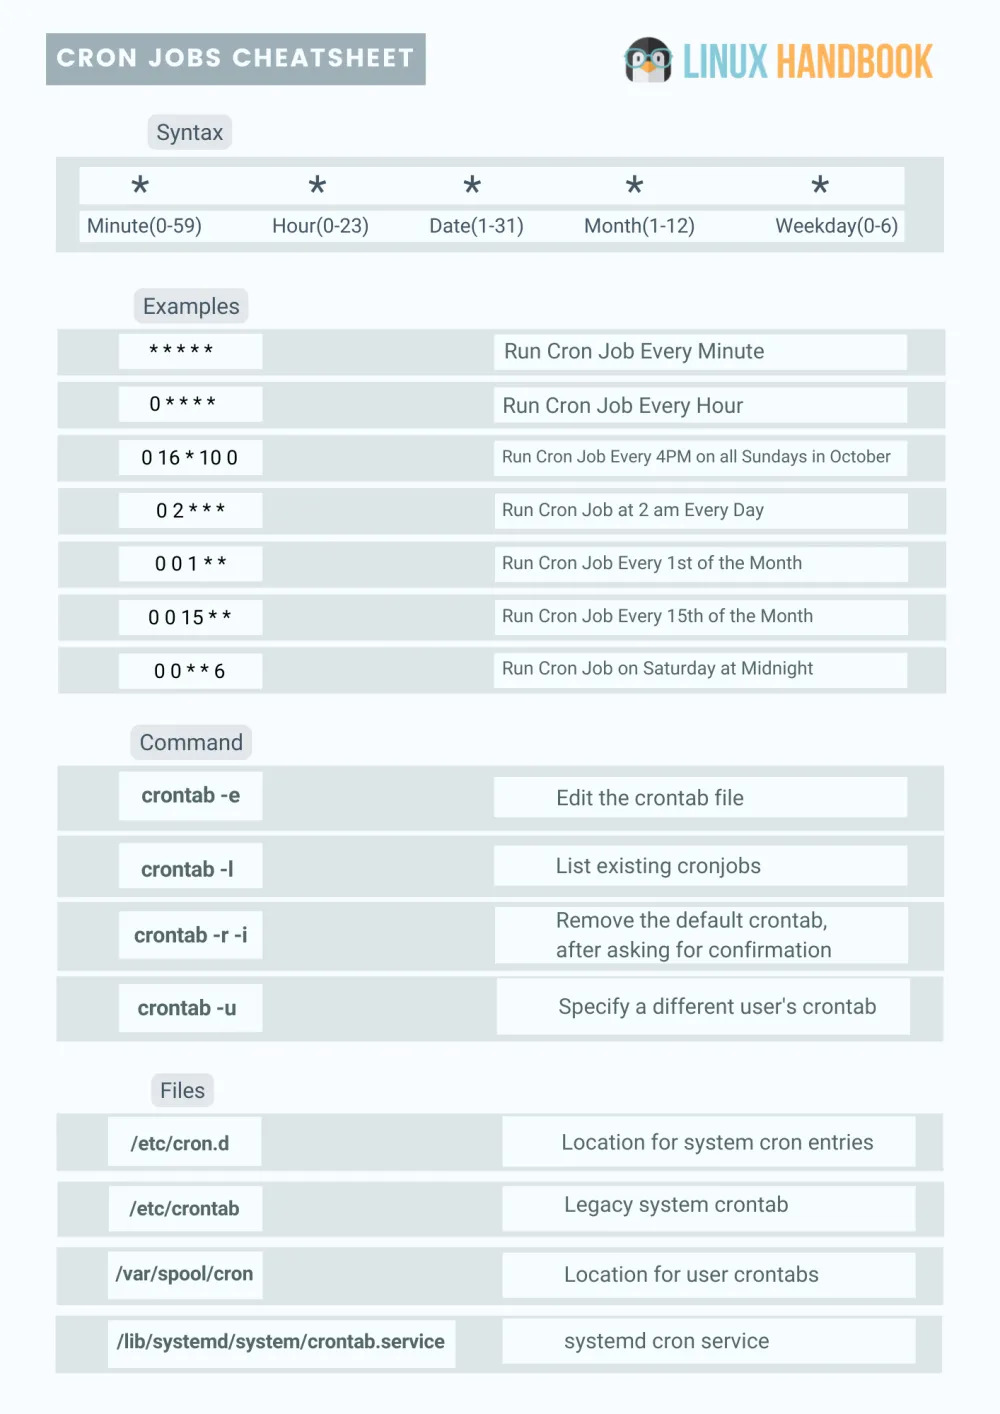 CRON JOBS CHEATSHEET
LINUX HANDBOOK
Syntax
* * * * *
Minute(0-59) Hour(0-23) Date(1-31) Month(1-12) Weekday(0-6)
Examples
* * * * * Run Cron Job Every Minute
0 * * * * Run Cron Job Every Hour
0 16 * 10 0 Run Cron Job Every 4PM on all Sundays in October
0 2 * * * Run Cron Job at 2 am Every Day
0 0 1 * * Run Cron Job Every 1st of the Month
0 0 15 * * Run Cron Job Every 15th of the Month
0 0 * * 6 Run Cron Job on Saturday at Midnight
Command
crontab -e Edit the crontab file
crontab -l List existing cronjobs
crontab -r -i Remove the default crontab,
after asking for confirmation
crontab -u Specify a different user's crontab
Files
/etc/cron.d Location for system cron entries
/etc/crontab Legacy system crontab
/var/spool/cron Location for user crontabs
/lib/systemd/system/crontab.service systemd cron service